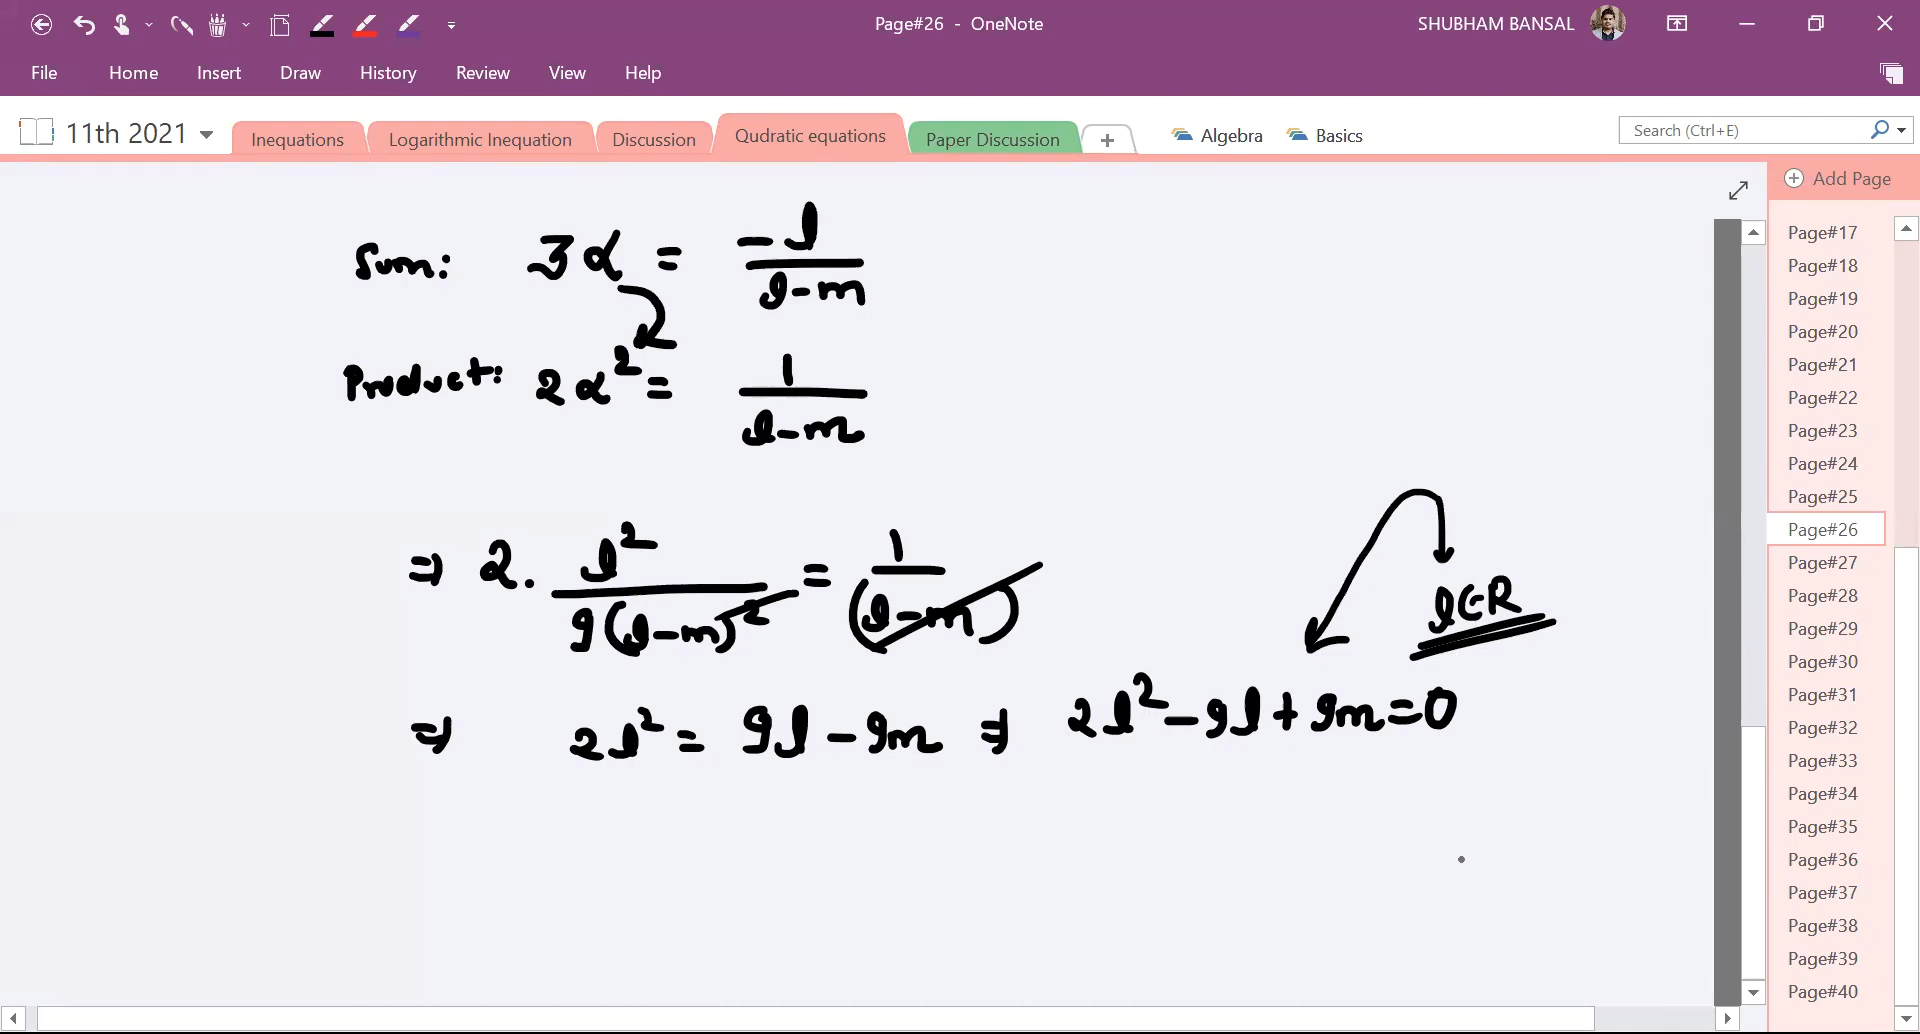 Page#26 - OneNote
SHUBHAM BANSAL
File Home Insert Draw History Review View Help
11th 2021
Inequations
Logarithmic Inequation
Discussion
Qudratic equations
Paper Discussion
+
Algebra
Basics
Search (Ctrl+E)
Add Page
Sum: 3α = -l/(l-m)
Product: 2α² = 1/(l-m)
⇒ 2. l²/9(l-m)² = 1/(l-m)
l∈R
⇒ 2l² = 9l - 9m ⇒ 2l² - 9l + 9m = 0
Page#17
Page#18
Page#19
Page#20
Page#21
Page#22
Page#23
Page#24
Page#25
Page#26
Page#27
Page#28
Page#29
Page#30
Page#31
Page#32
Page#33
Page#34
Page#35
Page#36
Page#37
Page#38
Page#39
Page#40